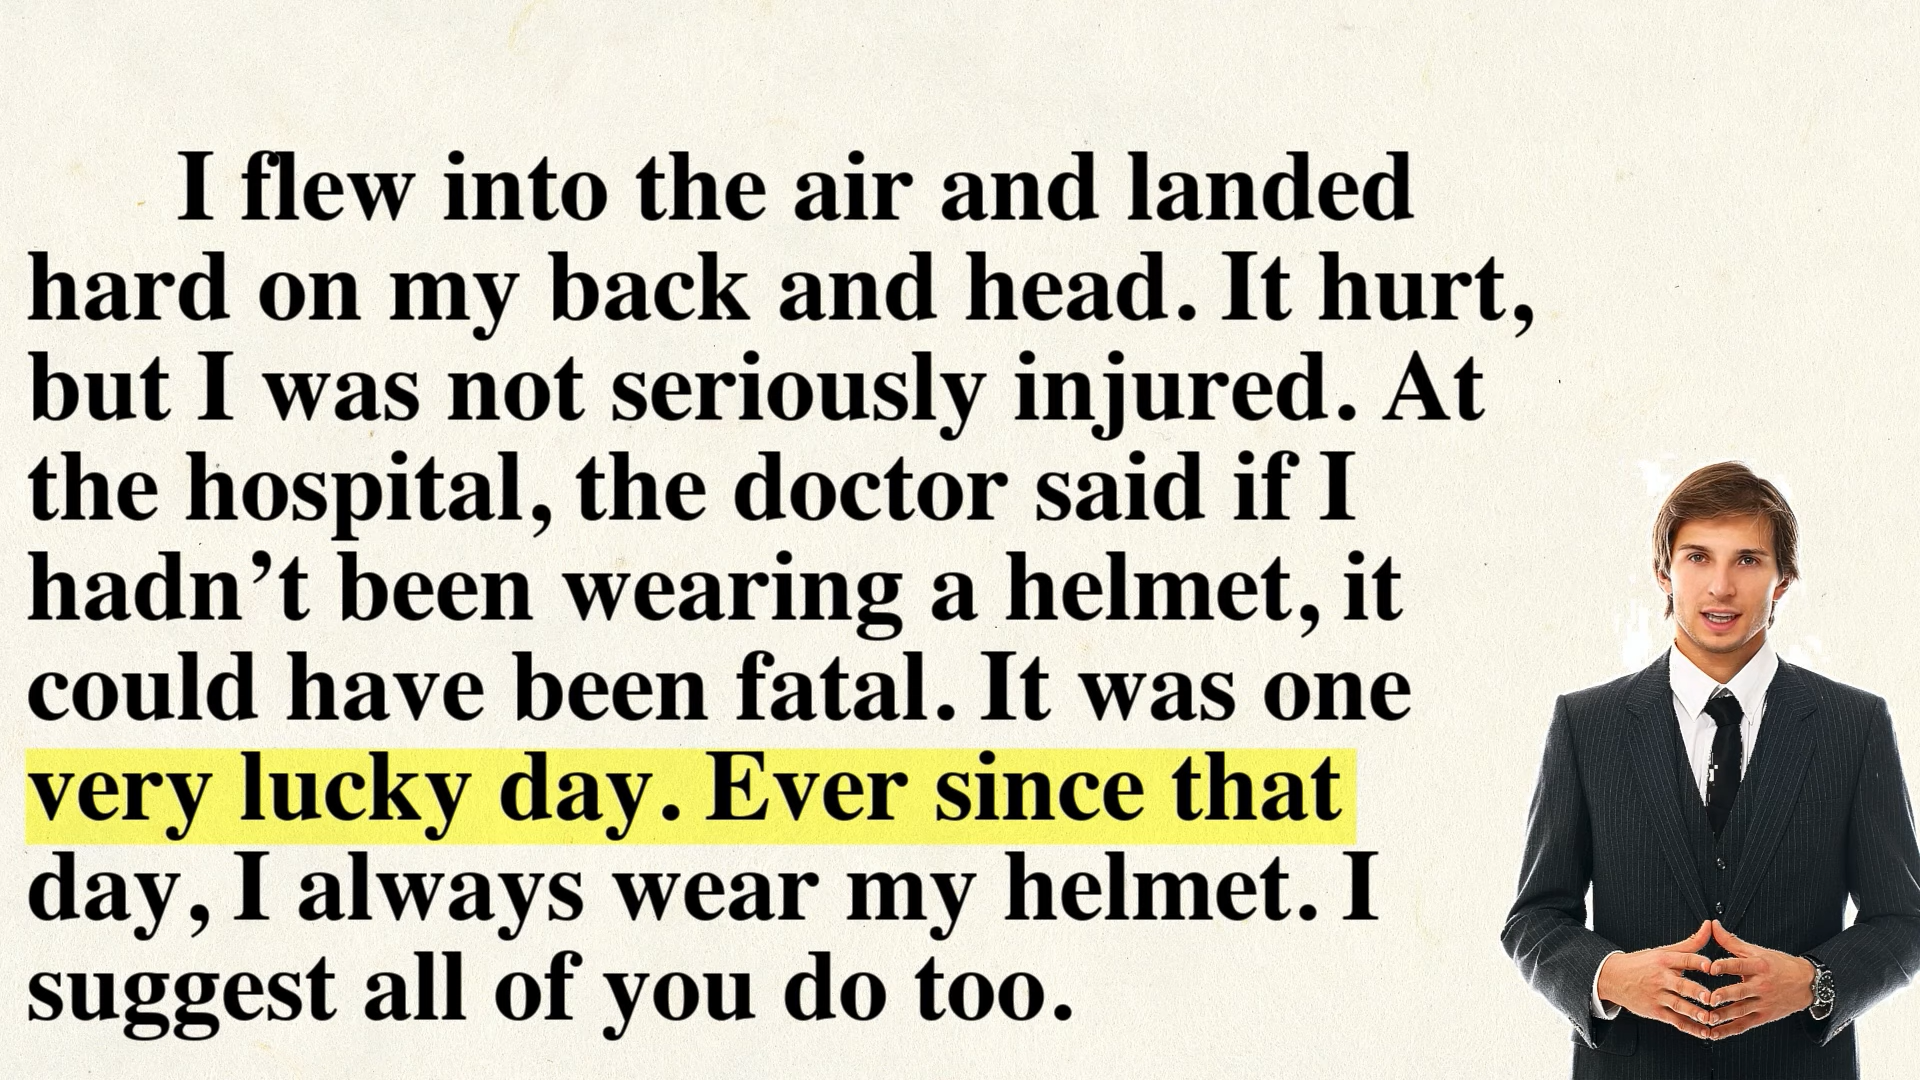 I flew into the air and landed
hard on my back and head. It hurt,
but I was not seriously injured. At
the hospital, the doctor said if I
hadn’t been wearing a helmet, it
could have been fatal. It was one
very lucky day. Ever since that
day, I always wear my helmet. I
suggest all of you do too.